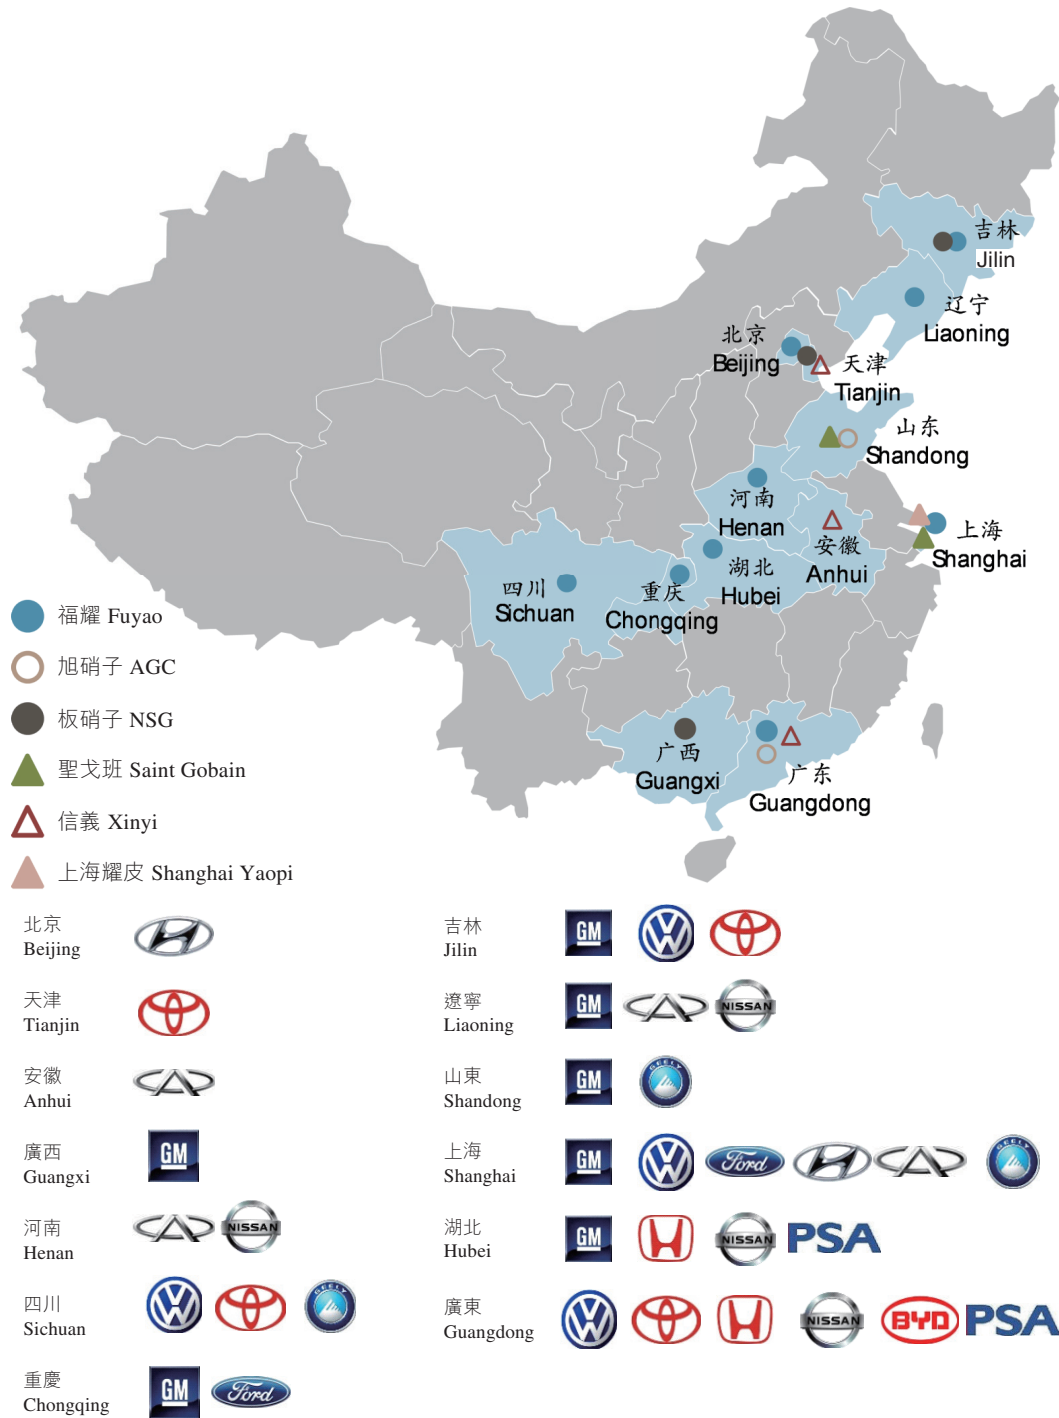 吉林
Jilin
辽宁
Liaoning
北京
Beijing
天津
Tianjin
山东
Shandong
河南
Henan
安徽
Anhui
上海
Shanghai
湖北
Hubei
四川
Sichuan
重庆
Chongqing
广西
Guangxi
广东
Guangdong
福耀 Fuyao
旭硝子 AGC
板硝子 NSG
聖戈班 Saint Gobain
信義 Xinyi
上海耀皮 Shanghai Yaopi
北京
Beijing
天津
Tianjin
安徽
Anhui
廣西
Guangxi
GM
河南
Henan
NISSAN
四川
Sichuan
GEELY
重慶
Chongqing
GM Ford
吉林
Jilin
GM
遼寧
Liaoning
GM NISSAN
山東
Shandong
GM GEELY
上海
Shanghai
GM Ford GEELY
湖北
Hubei
GM NISSAN PSA
廣東
Guangdong
NISSAN BYD PSA